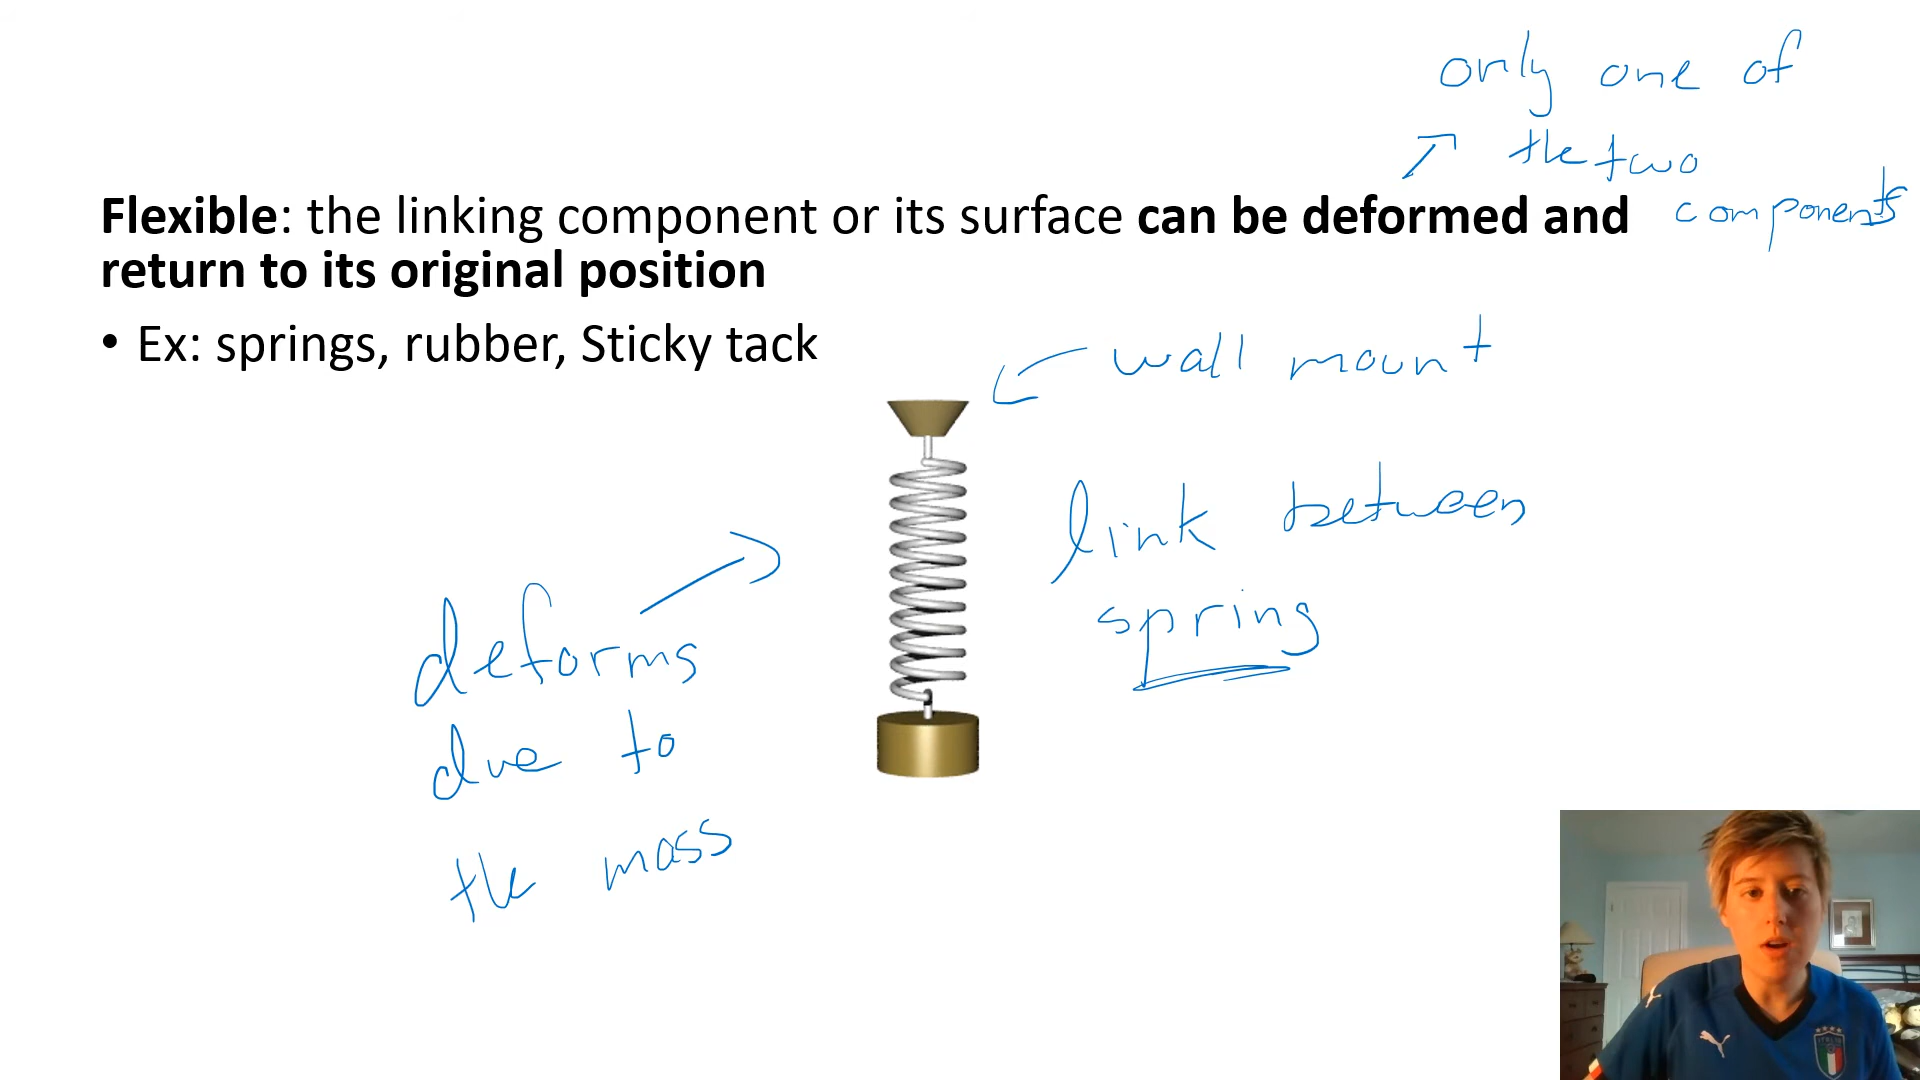 only one of
the two
components
Flexible: the linking component or its surface can be deformed and
return to its original position
• Ex: springs, rubber, Sticky tack
wall mount
link between
spring
deforms
due to
the mass
ITALIA